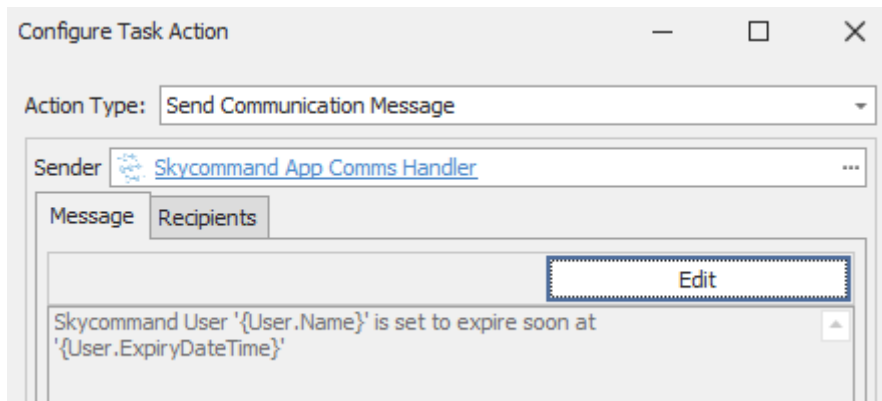 Configure Task Action
Action Type: Send Communication Message
Sender Skycommand App Comms Handler ...
Message Recipients
Edit
Skycommand User '{User.Name}' is set to expire soon at
'{User.ExpiryDateTime}'